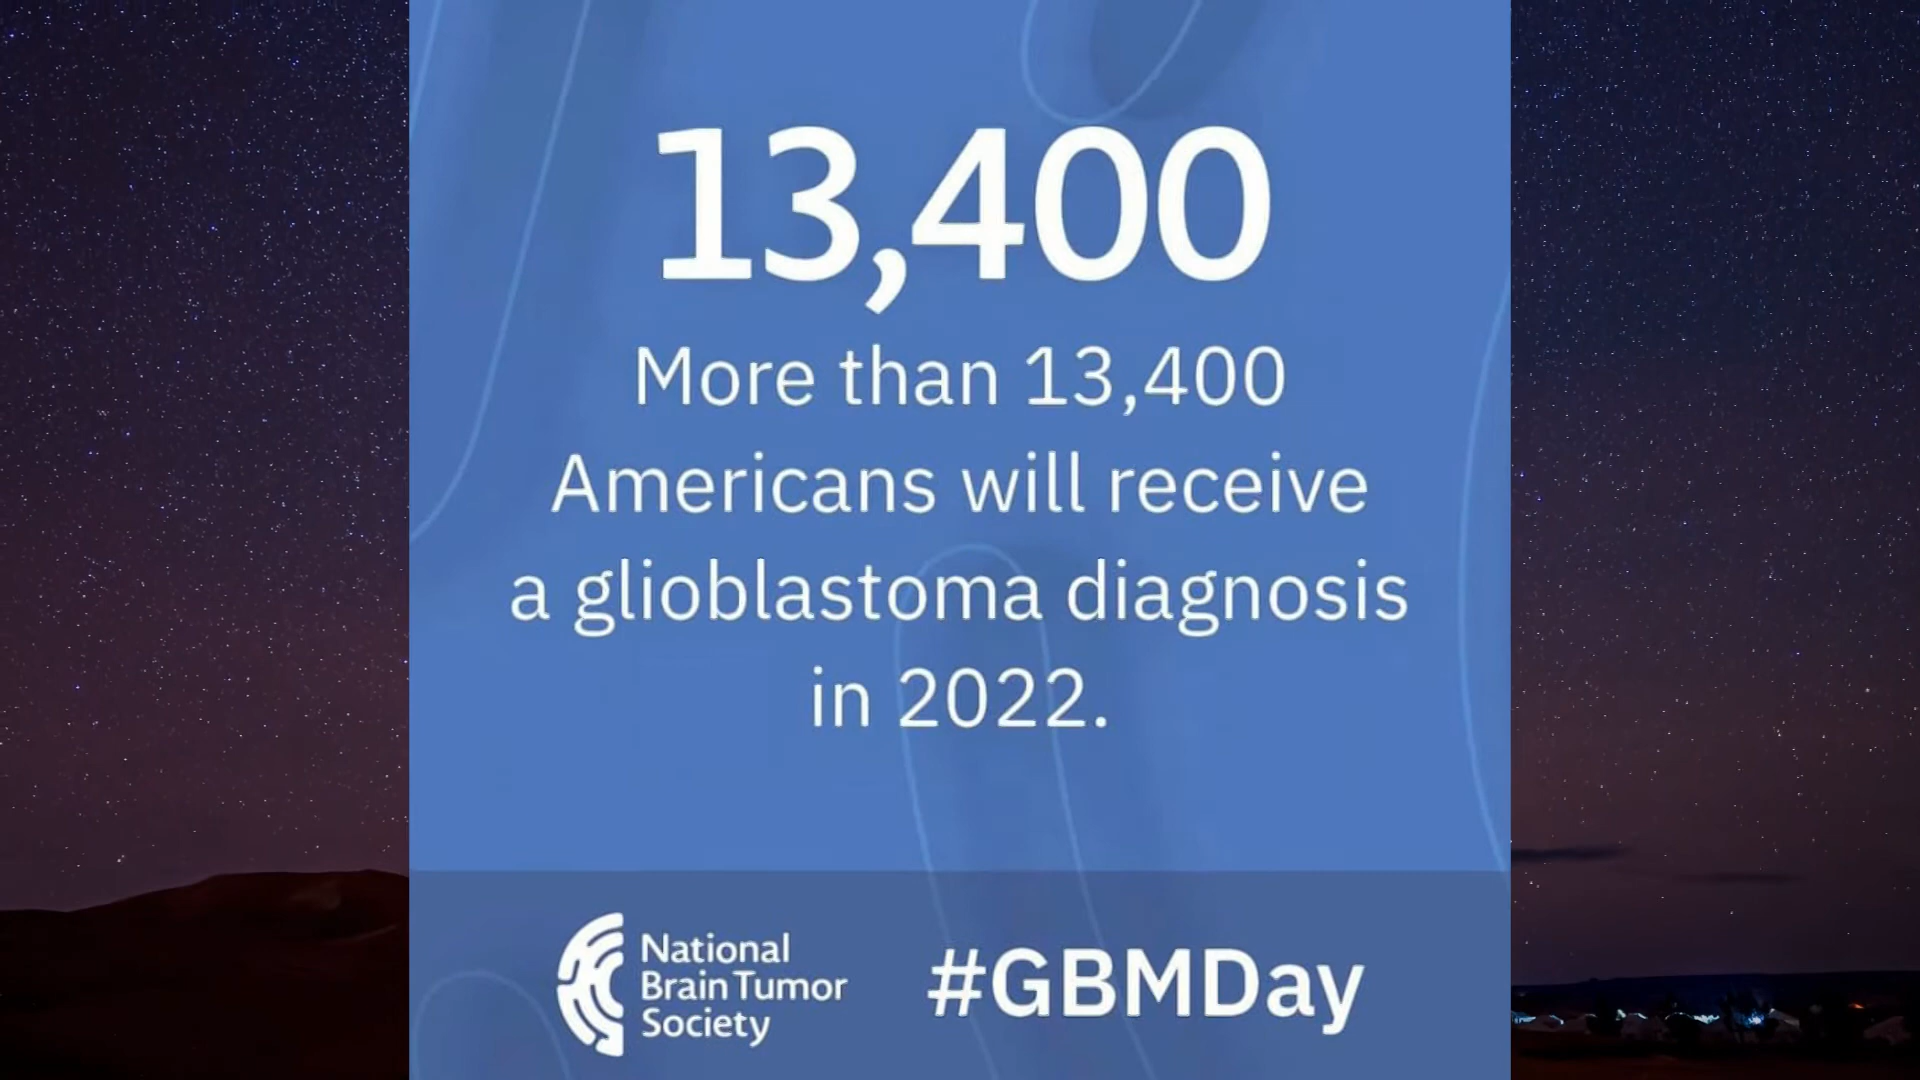 13,400
More than 13,400
Americans will receive
a glioblastoma diagnosis
in 2022.
National
Brain Tumor
Society
#GBMDay